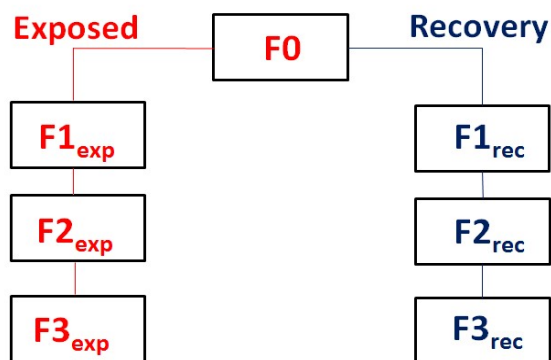 Exposed
F0
Recovery
F1exp
F1rec
F2exp
F2rec
F3exp
F3rec